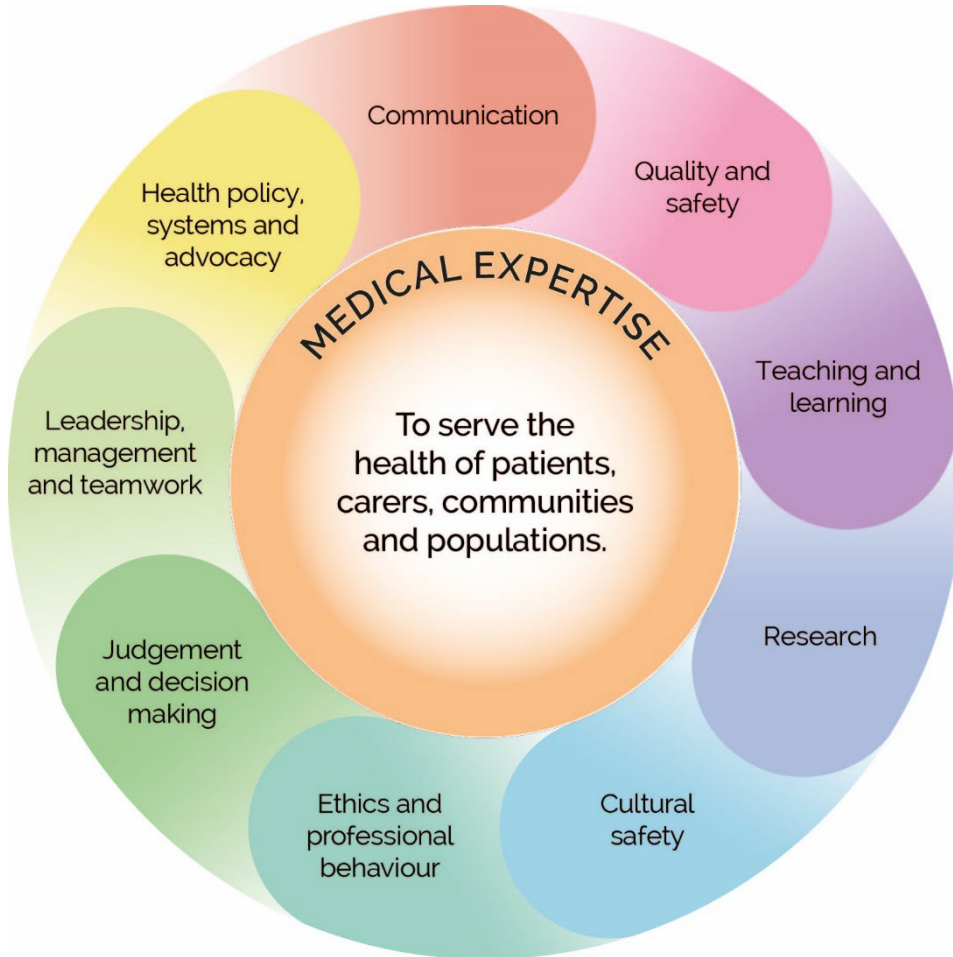 Communication
Quality and
safety
Teaching and
learning
Research
Cultural
safety
Ethics and
professional
behaviour
Judgement
and decision
making
Leadership,
management
and teamwork
Health policy,
systems and
advocacy
MEDICAL EXPERTISE
To serve the
health of patients,
carers, communities
and populations.